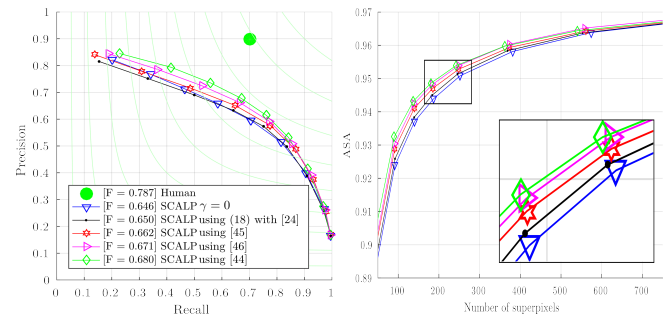 1
0.9
0.8
0.7
0.6
0.5
0.4
0.3
0.2
0.1
0
Precision
[F = 0.787] Human
[F = 0.646] SCALP γ = 0
[F = 0.650] SCALP using (18) with [24]
[F = 0.662] SCALP using [45]
[F = 0.671] SCALP using [46]
[F = 0.680] SCALP using [44]
0 0.1 0.2 0.3 0.4 0.5 0.6 0.7 0.8 0.9 1
Recall
0.97
0.96
0.95
0.94
0.93
0.92
0.91
0.9
0.89
ASA
100 200 300 400 500 600 700
Number of superpixels